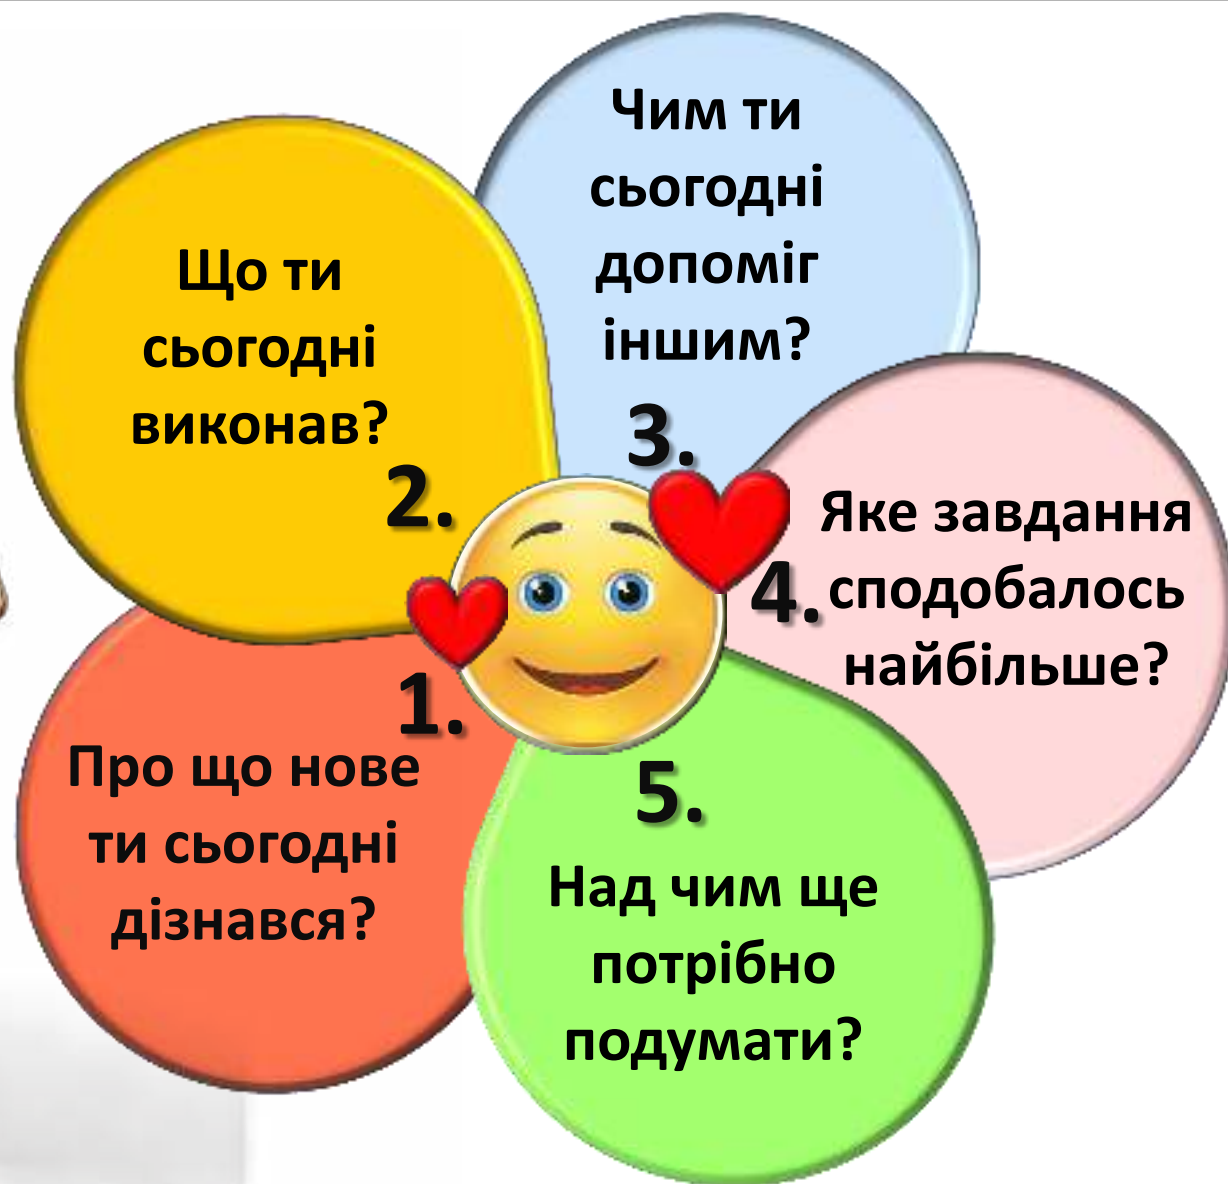 1.
Про що нове
ти сьогодні
дізнався?
2.
Що ти
сьогодні
виконав?
3.
Чим ти
сьогодні
допоміг
іншим?
4.
Яке завдання
сподобалось
найбільше?
5.
Над чим ще
потрібно
подумати?